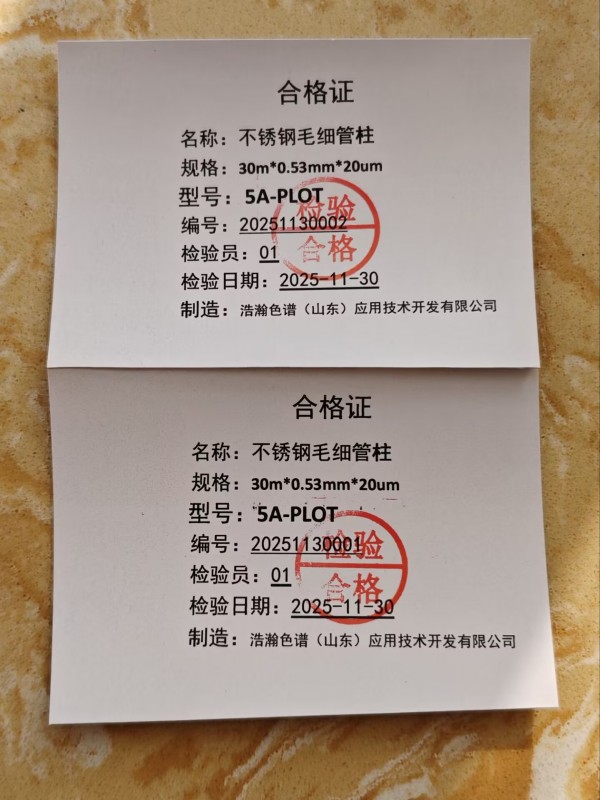 合格证
名称：不锈钢毛细管柱
规格：30m*0.53mm*20um
型号：5A-PLOT
编号：20251130002
检验员：01
检验日期：2025-11-30
制造：浩瀚色谱（山东）应用技术开发有限公司
检验
合格
合格证
名称：不锈钢毛细管柱
规格：30m*0.53mm*20um
型号：5A-PLOT
编号：20251130001
检验员：01
检验日期：2025-11-30
制造：浩瀚色谱（山东）应用技术开发有限公司
检验
合格